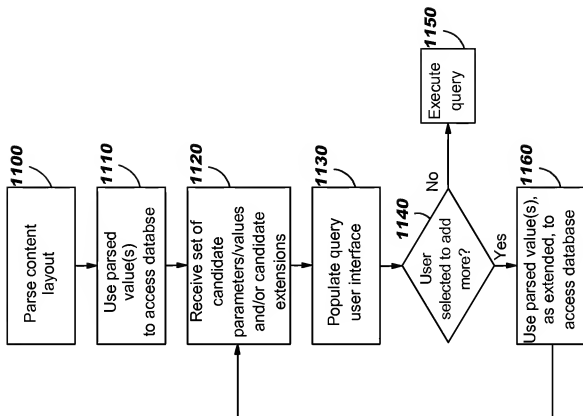 1100
Parse content
layout
1110
Use parsed
value(s)
to access databse
1120
Receive set of
candidate
parameters/values
and/or candidate
extensions
1130
Populate query
user interface
1140
User
selected to add
more?
No
1150
Execute
query
Yes
1160
Use parsed value(s),
as extended, to
access database